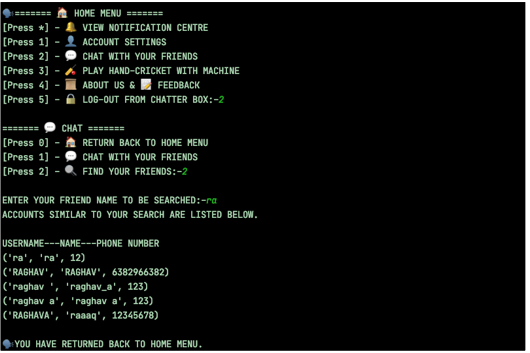 🗣======= 🏠 HOME MENU =======
[Press *] - 🔔 VIEW NOTIFICATION CENTRE
[Press 1] - 👤 ACCOUNT SETTINGS
[Press 2] - 💬 CHAT WITH YOUR FRIENDS
[Press 3] - 🏏 PLAY HAND-CRICKET WITH MACHINE
[Press 4] - 📜 ABOUT US & 📝 FEEDBACK
[Press 5] - 🔒 LOG-OUT FROM CHATTER BOX:-2
======= 💬 CHAT =======
[Press 0] - 🏠 RETURN BACK TO HOME MENU
[Press 1] - 💬 CHAT WITH YOUR FRIENDS
[Press 2] - 🔍 FIND YOUR FRIENDS:-2
ENTER YOUR FRIEND NAME TO BE SEARCHED:-ra
ACCOUNTS SIMILAR TO YOUR SEARCH ARE LISTED BELOW.
USERNAME---NAME---PHONE NUMBER
('ra', 'ra', 12)
('RAGHAV', 'RAGHAV', 6382966382)
('raghav ', 'raghav_a', 123)
('raghav a', 'raghav a', 123)
('RAGHAVA', 'raaaq', 12345678)
🗣YOU HAVE RETURNED BACK TO HOME MENU.